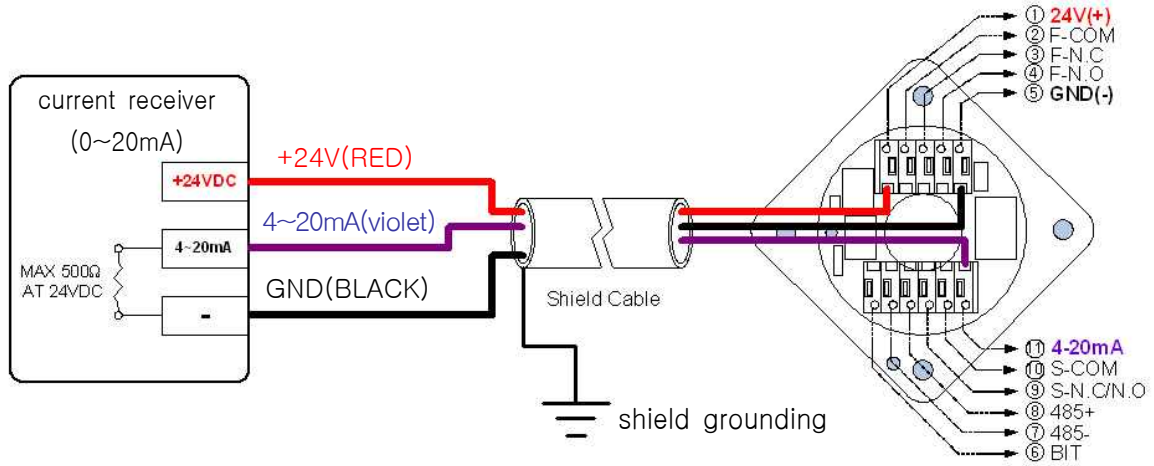 current receiver
(0~20mA)
+24VDC
4~20mA
-
MAX 500Ω
AT 24VDC
+24V(RED)
4~20mA(violet)
GND(BLACK)
Shield Cable
shield grounding
① 24V(+)
② F-COM
③ F-N.C
④ F-N.O
⑤ GND(-)
⑪ 4-20mA
⑩ S-COM
⑨ S-N.C/N.O
⑧ 485+
⑦ 485-
⑥ BIT